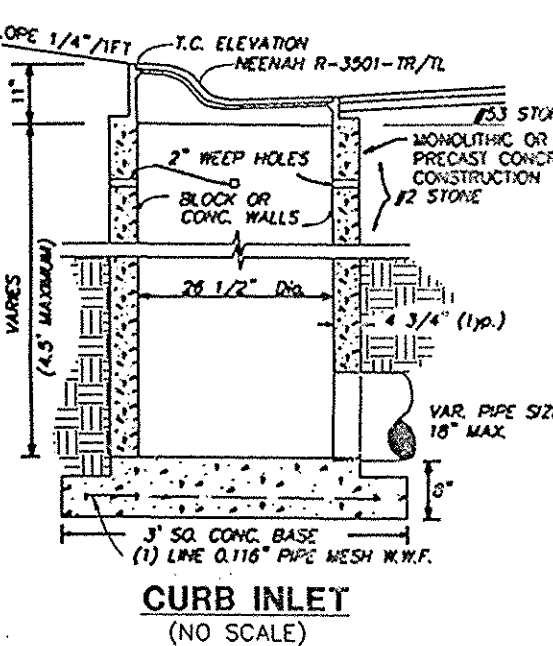 LOPE 1/4"/1FT
T.C. ELEVATION
NEENAH R-3501-TR/TL
11"
#53 STO
MONOLITHIC OR
PRECAST CONCR
CONSTRUCTION
#2 STONE
2" WEEP HOLES
BLOCK OR
CONC. WALLS
VARIES
(4.5' MAXIMUM)
26 1/2" Dia.
4 3/4" (typ.)
VAR. PIPE SIZE
18" MAX.
8"
3' SQ. CONC. BASE
(1) LINE 0.116" PIPE MESH W.W.F.
CURB INLET
(NO SCALE)